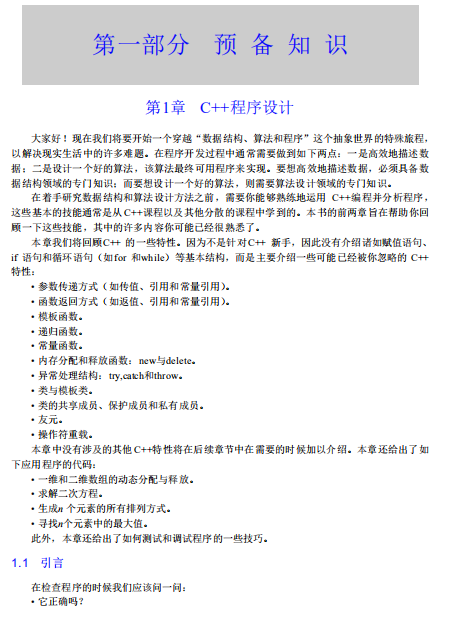 第一部分 预 备 知 识
第1章 C++程序设计
大家好！现在我们将要开始一个穿越“数据结构、算法和程序”这个抽象世界的特殊旅程，
以解决现实生活中的许多难题。在程序开发过程中通常需要做到如下两点：一是高效地描述数
据；二是设计一个好的算法，该算法最终可用程序来实现。要想高效地描述数据，必须具备数
据结构领域的专门知识；而要想设计一个好的算法，则需要算法设计领域的专门知识。
在着手研究数据结构和算法设计方法之前，需要你能够熟练地运用 C++编程并分析程序，
这些基本的技能通常是从C++课程以及其他分散的课程中学到的。本书的前两章旨在帮助你回
顾一下这些技能，其中的许多内容你可能已经很熟悉了。
本章我们将回顾C++ 的一些特性。因为不是针对C++ 新手，因此没有介绍诸如赋值语句、
if 语句和循环语句（如for 和while）等基本结构，而是主要介绍一些可能已经被你忽略的 C++
特性：
• 参数传递方式（如传值、引用和常量引用）。
• 函数返回方式（如返值、引用和常量引用）。
• 模板函数。
• 递归函数。
• 常量函数。
• 内存分配和释放函数：new与delete。
• 异常处理结构：try,catch和throw。
• 类与模板类。
• 类的共享成员、保护成员和私有成员。
• 友元。
• 操作符重载。
本章中没有涉及的其他C++特性将在后续章节中在需要的时候加以介绍。本章还给出了如
下应用程序的代码：
• 一维和二维数组的动态分配与释放。
• 求解二次方程。
• 生成n 个元素的所有排列方式。
• 寻找n个元素中的最大值。
此外，本章还给出了如何测试和调试程序的一些技巧。
1.1 引言
在检查程序的时候我们应该问一问：
• 它正确吗？